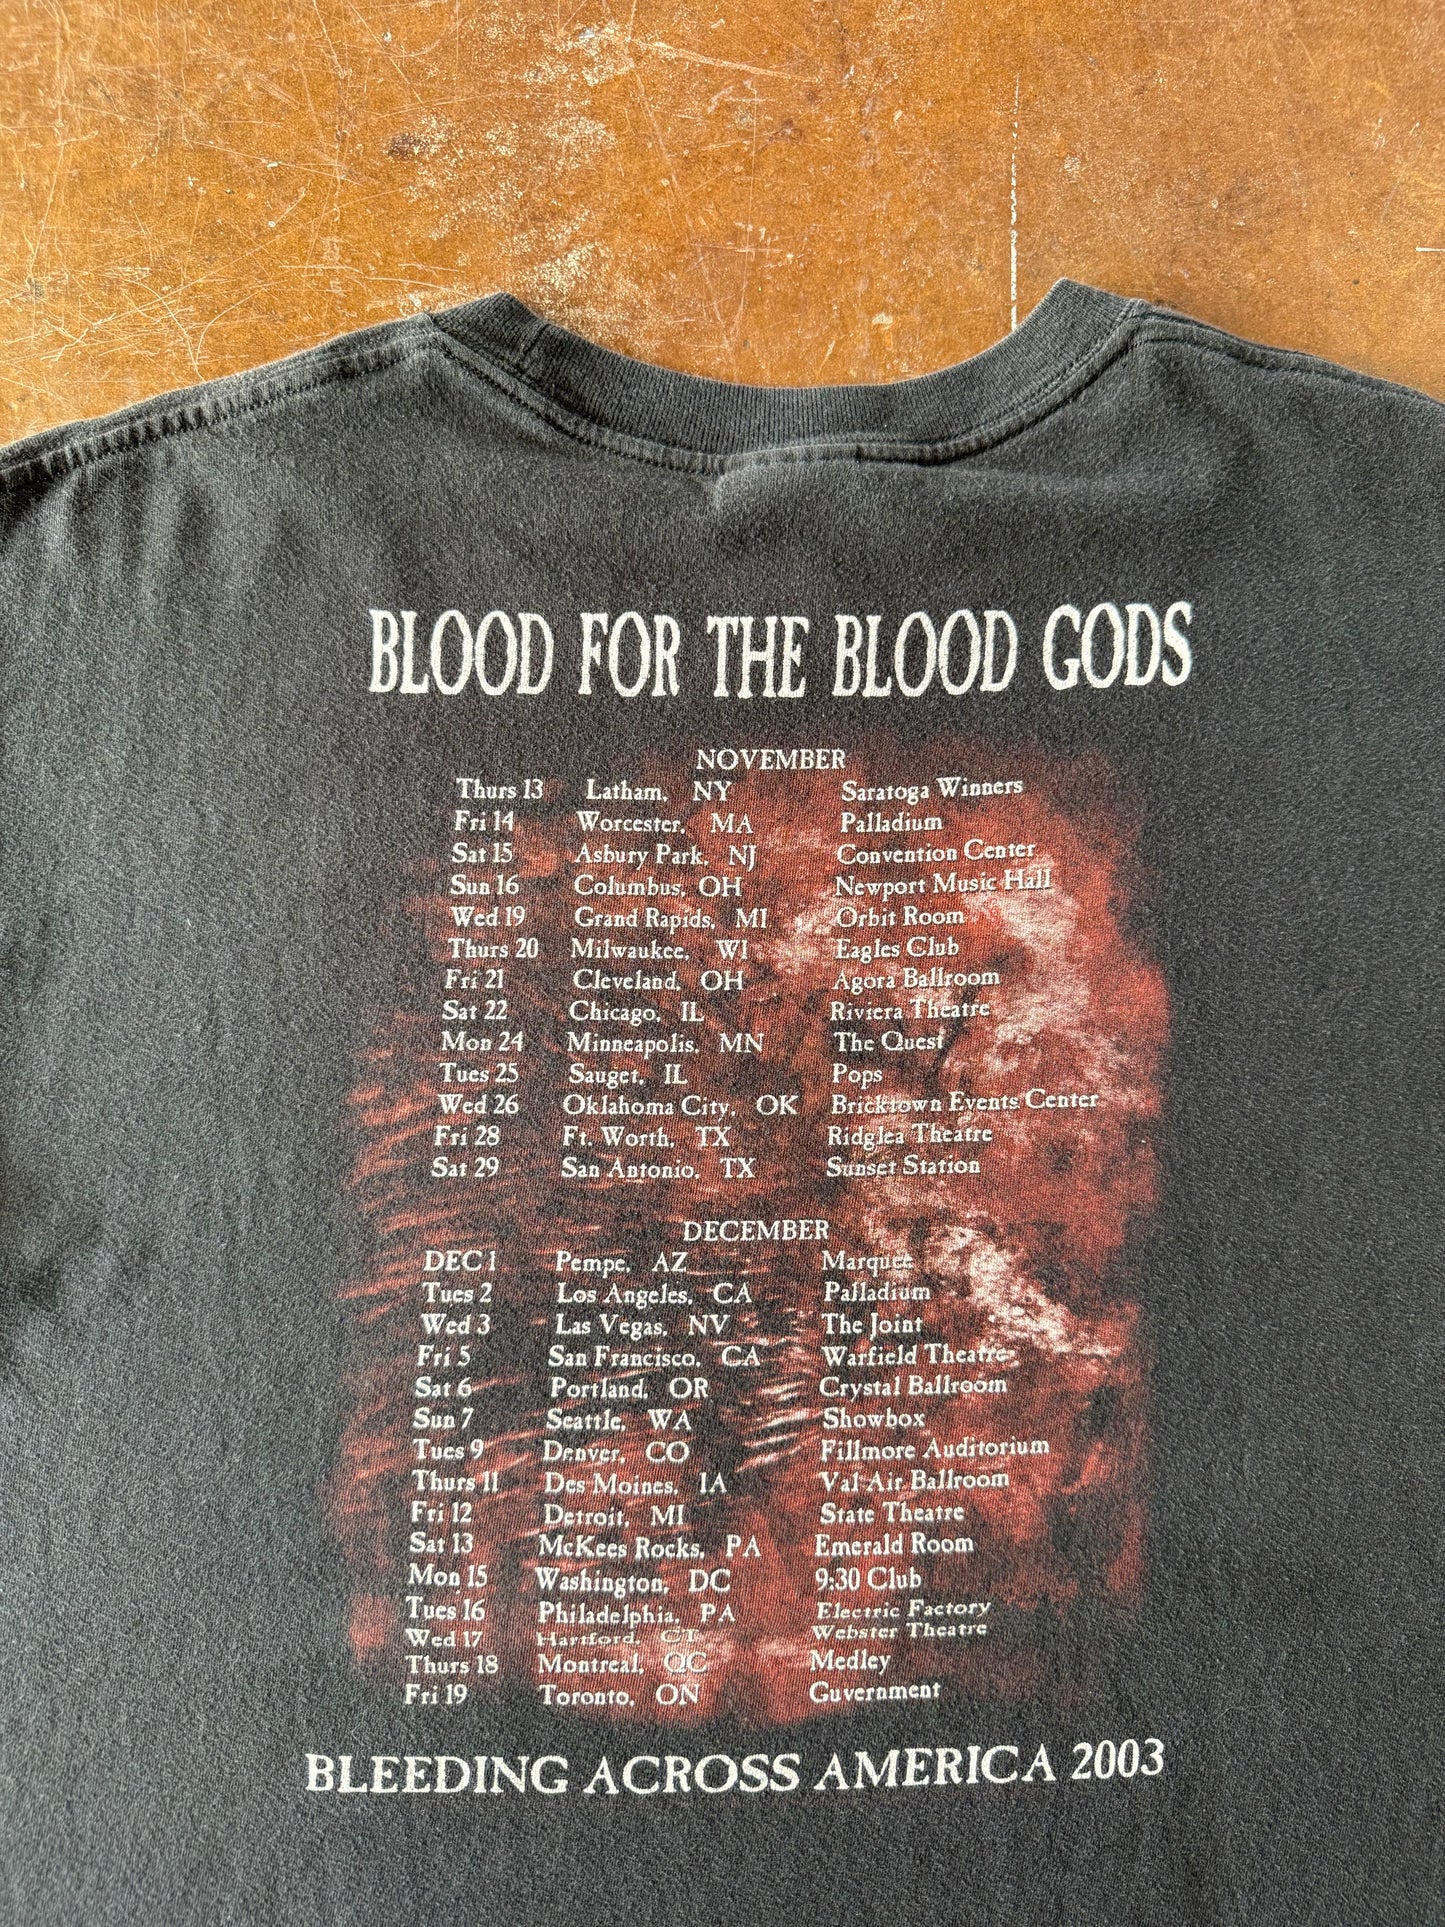 BLOOD FOR THE BLOOD GODS
NOVEMBER
Thurs 13 Latham, NY Saratoga Winners
Fri 14 Worcester, MA Palladium
Sat 15 Asbury Park, NJ Convention Center
Sun 16 Columbus, OH Newport Music Hall
Wed 19 Grand Rapids, MI Orbit Room
Thurs 20 Milwaukee, WI Eagles Club
Fri 21 Cleveland, OH Agora Ballroom
Sat 22 Chicago, IL Riviera Theatre
Mon 24 Minneapolis, MN The Quest
Tues 25 Sauget, IL Pops
Wed 26 Oklahoma City, OK Bricktown Events Center
Fri 28 Ft. Worth, TX Ridglea Theatre
Sat 29 San Antonio, TX Sunset Station
DECEMBER
DEC 1 Pempe, AZ Marquee
Tues 2 Los Angeles, CA Palladium
Wed 3 Las Vegas, NV The Joint
Fri 5 San Francisco, CA Warfield Theatre
Sat 6 Portland, OR Crystal Ballroom
Sun 7 Seattle, WA Showbox
Tues 9 Denver, CO Fillmore Auditorium
Thurs 11 Des Moines, IA Val-Air Ballroom
Fri 12 Detroit, MI State Theatre
Sat 13 McKees Rocks, PA Emerald Room
Mon 15 Washington, DC 9:30 Club
Tues 16 Philadelphia, PA Electric Factory
Wed 17 Hartford, CT Webster Theatre
Thurs 18 Montreal, QC Medley
Fri 19 Toronto, ON Guvernment
BLEEDING ACROSS AMERICA 2003